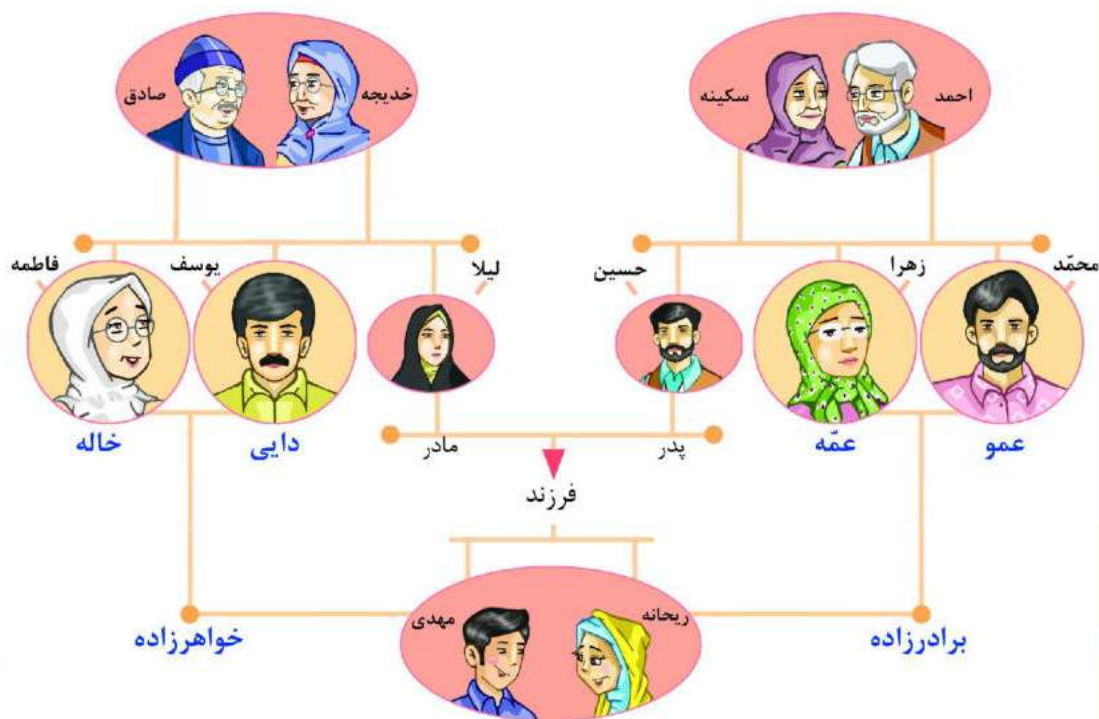 احمد
سکینه
خدیجه
صادق
محمّد
زهرا
حسین
لیلا
یوسف
فاطمه
عمو
عمّه
پدر
مادر
دایی
خاله
فرزند
ریحانه
مهدی
برادرزاده
خواهرزاده